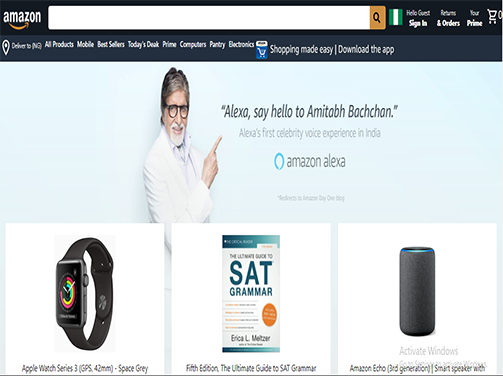 amazon
Hello Guest
Sign In
Returns
& Orders
Your
Prime
0
Deliver to (NG)
All Products Mobile Best Sellers Today's Deak Prime Computers Pantry Electronics
Shopping made easy | Download the app
“Alexa, say hello to Amitabh Bachchan.”
Alexa's first celebrity voice experience in India
amazon alexa
*Redirects to Amazon Day One blog
THE ULTIMATE GUIDE
TO
SAT
GRAMMAR
Erica L. Meltzer
Activate Windows
Go to Settings to activate Windows
Apple Watch Series 3 (GPS, 42mm) - Space Grey
Fifth Edition, The Ultimate Guide to SAT Grammar
Amazon Echo (3rd generation) | Smart speaker with